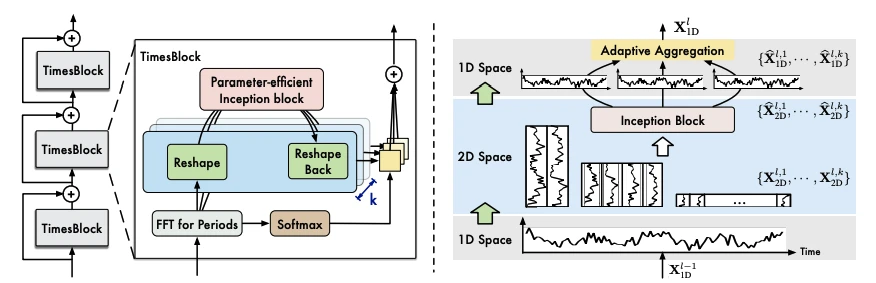 TimesBlock
TimesBlock
TimesBlock
TimesBlock
Parameter-efficient
Inception block
Reshape
Reshape
Back
k
FFT for Periods
Softmax
X^l_1D
Adaptive Aggregation
1D Space
{X̂^{l,1}_1D, ⋯, X̂^{l,k}_1D}
{X̂^{l,1}_2D, ⋯, X̂^{l,k}_2D}
Inception Block
2D Space
{X^{l,1}_2D, ⋯, X^{l,k}_2D}
...
1D Space
Time
X^{l−1}_1D